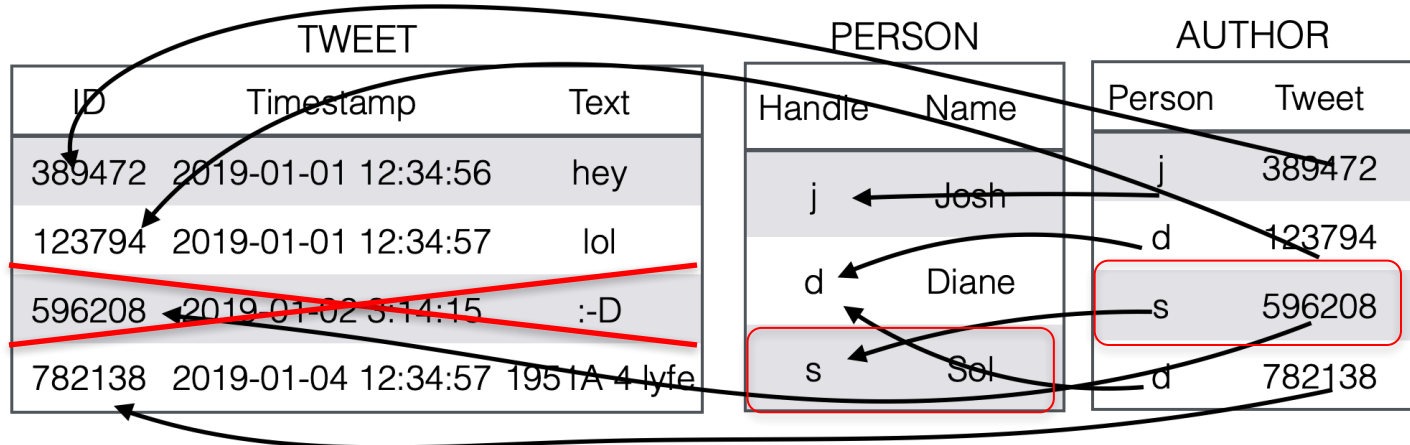 TWEET
ID Timestamp Text
389472 2019-01-01 12:34:56 hey
123794 2019-01-01 12:34:57 lol
596208 2019-01-02 3:14:15 :-D
782138 2019-01-04 12:34:57 1951A 4 lyfe
PERSON
Handle Name
j Josh
d Diane
s Sol
AUTHOR
Person Tweet
j 389472
d 123794
s 596208
d 782138